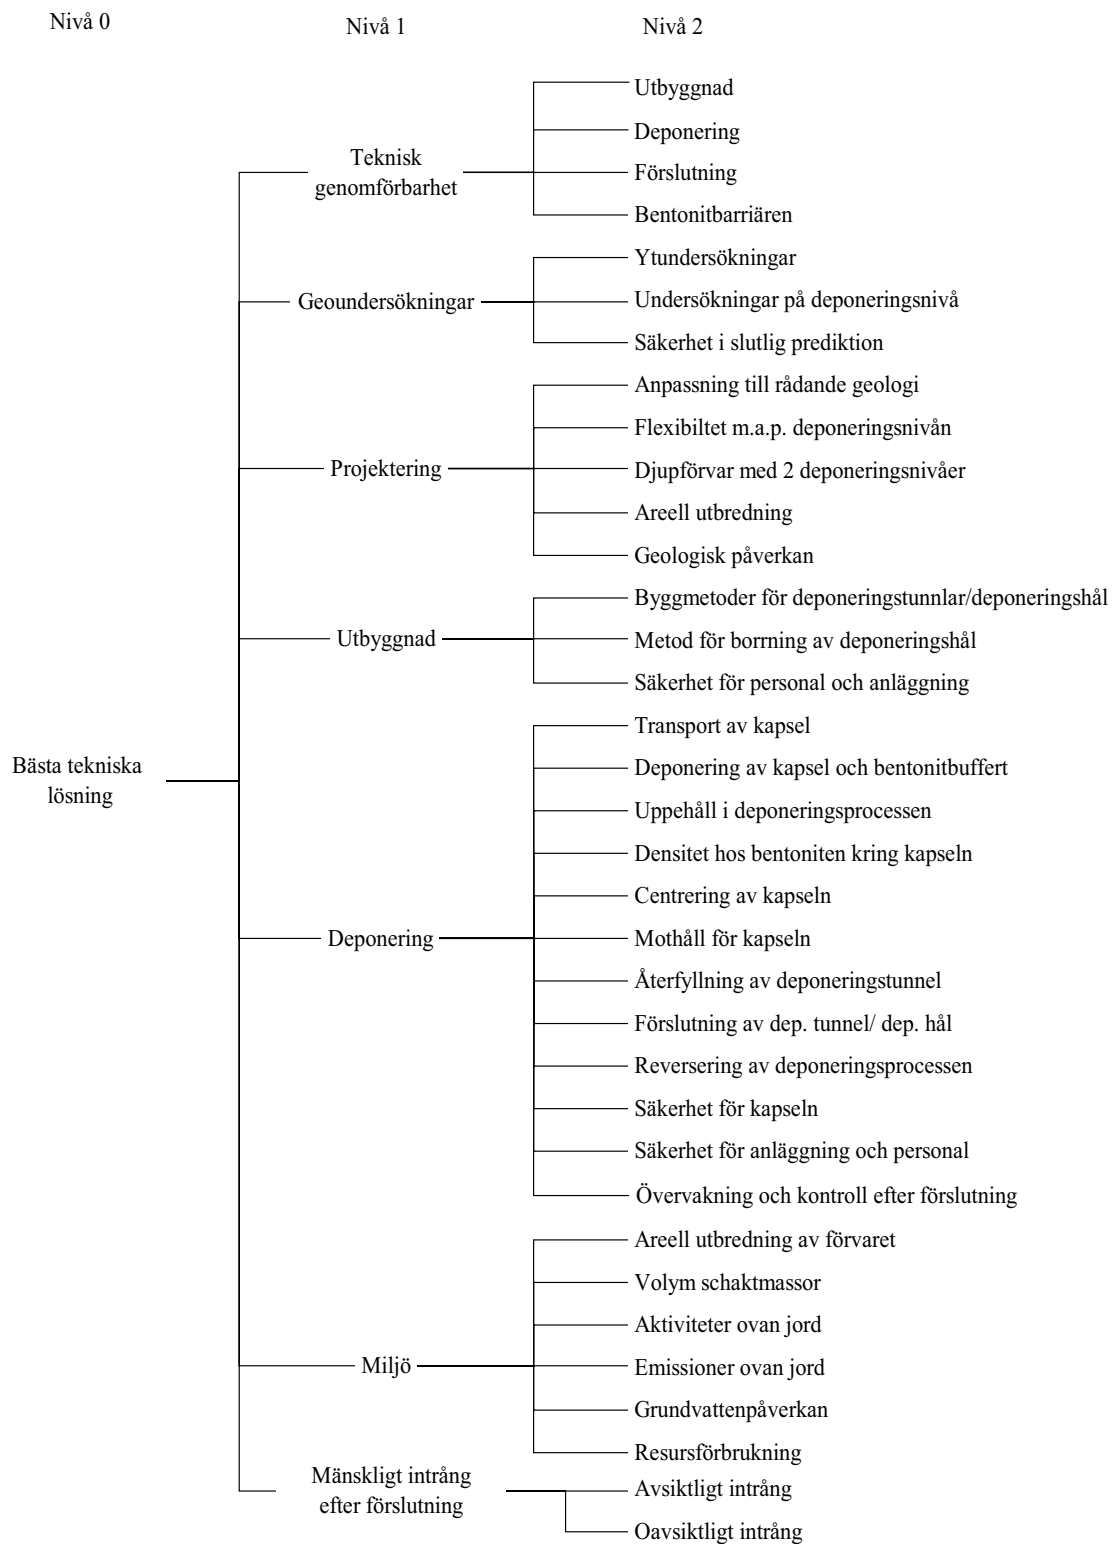 Nivå 0
Nivå 1
Nivå 2
Bästa tekniska
lösning
Teknisk
genomförbarhet
Utbyggnad
Deponering
Förslutning
Bentonitbarriären
Geoundersökningar
Ytundersökningar
Undersökningar på deponeringsnivå
Säkerhet i slutlig prediktion
Projektering
Anpassning till rådande geologi
Flexibiltet m.a.p. deponeringsnivån
Djupförvar med 2 deponeringsnivåer
Areell utbredning
Geologisk påverkan
Utbyggnad
Byggmetoder för deponeringstunnlar/deponeringshål
Metod för borrning av deponeringshål
Säkerhet för personal och anläggning
Deponering
Transport av kapsel
Deponering av kapsel och bentonitbuffert
Uppehåll i deponeringsprocessen
Densitet hos bentoniten kring kapseln
Centrering av kapseln
Mothåll för kapseln
Återfyllning av deponeringstunnel
Förslutning av dep. tunnel/ dep. hål
Reversering av deponeringsprocessen
Säkerhet för kapseln
Säkerhet för anläggning och personal
Övervakning och kontroll efter förslutning
Miljö
Areell utbredning av förvaret
Volym schaktmassor
Aktiviteter ovan jord
Emissioner ovan jord
Grundvattenpåverkan
Resursförbrukning
Mänskligt intrång
efter förslutning
Avsiktligt intrång
Oavsiktligt intrång